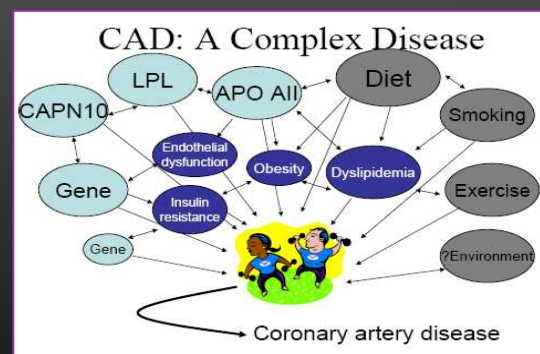 CAD: A Complex Disease
LPL
APO AII
Diet
CAPN10
Smoking
Endothelial
dysfunction
Obesity
Dyslipidemia
Gene
Insulin
resistance
Exercise
Gene
?Environment
Coronary artery disease